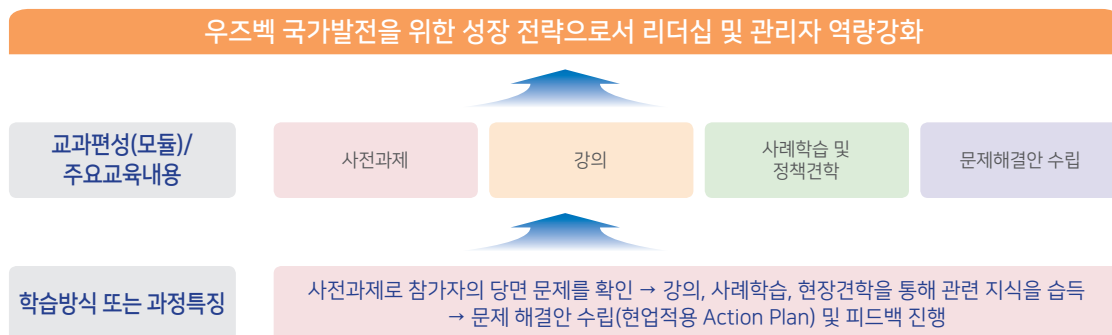 우즈벡 국가발전을 위한 성장 전략으로서 리더십 및 관리자 역량강화
교과편성(모듈)/
주요교육내용
사전과제
강의
사례학습 및
정책견학
문제해결안 수립
학습방식 또는 과정특징
사전과제로 참가자의 당면 문제를 확인 → 강의, 사례학습, 현장견학을 통해 관련 지식을 습득
→ 문제 해결안 수립(현업적용 Action Plan) 및 피드백 진행